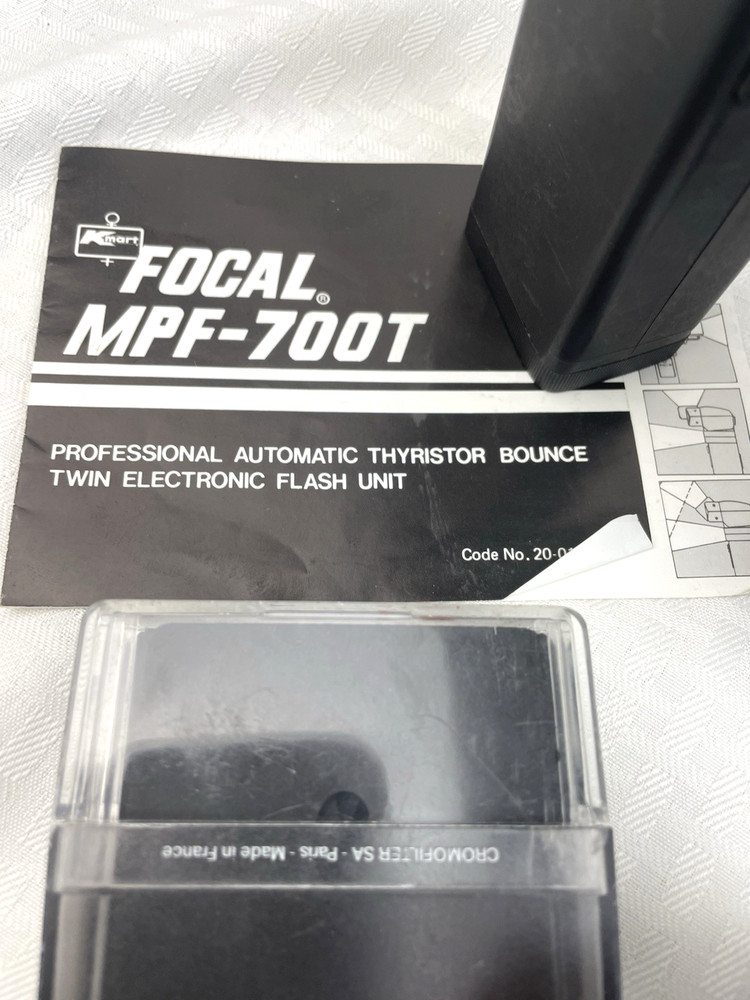 Kmart
FOCAL®
MPF-700T
PROFESSIONAL AUTOMATIC THYRISTOR BOUNCE
TWIN ELECTRONIC FLASH UNIT
Code No. 20-0
CROMOFILTER SA - Paris - Made in France